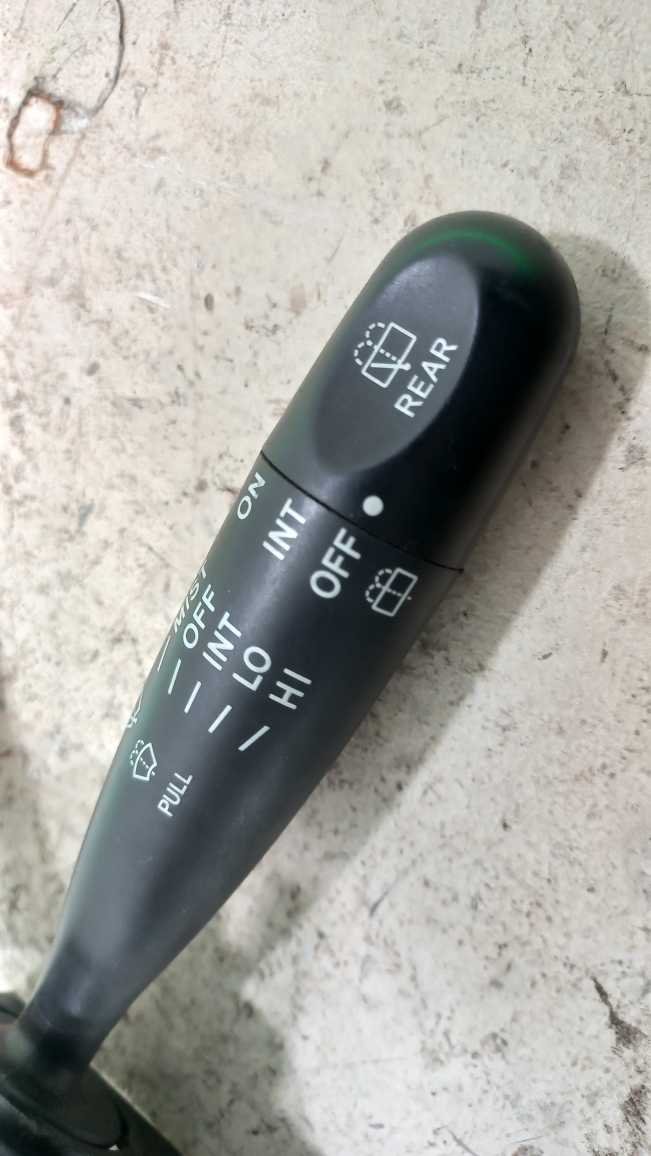 REAR
ON
INT
OFF
MIST
OFF
INT
LO
HI
PULL